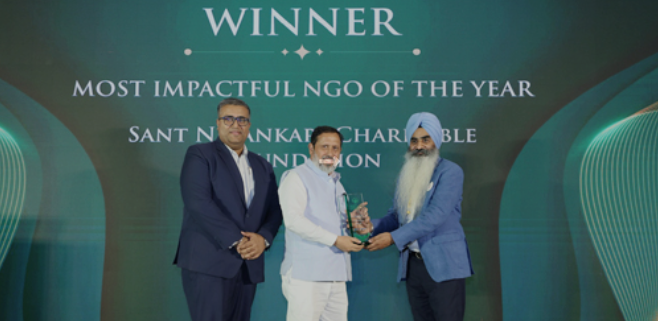 WINNER
MOST IMPACTFUL NGO OF THE YEAR
SANT